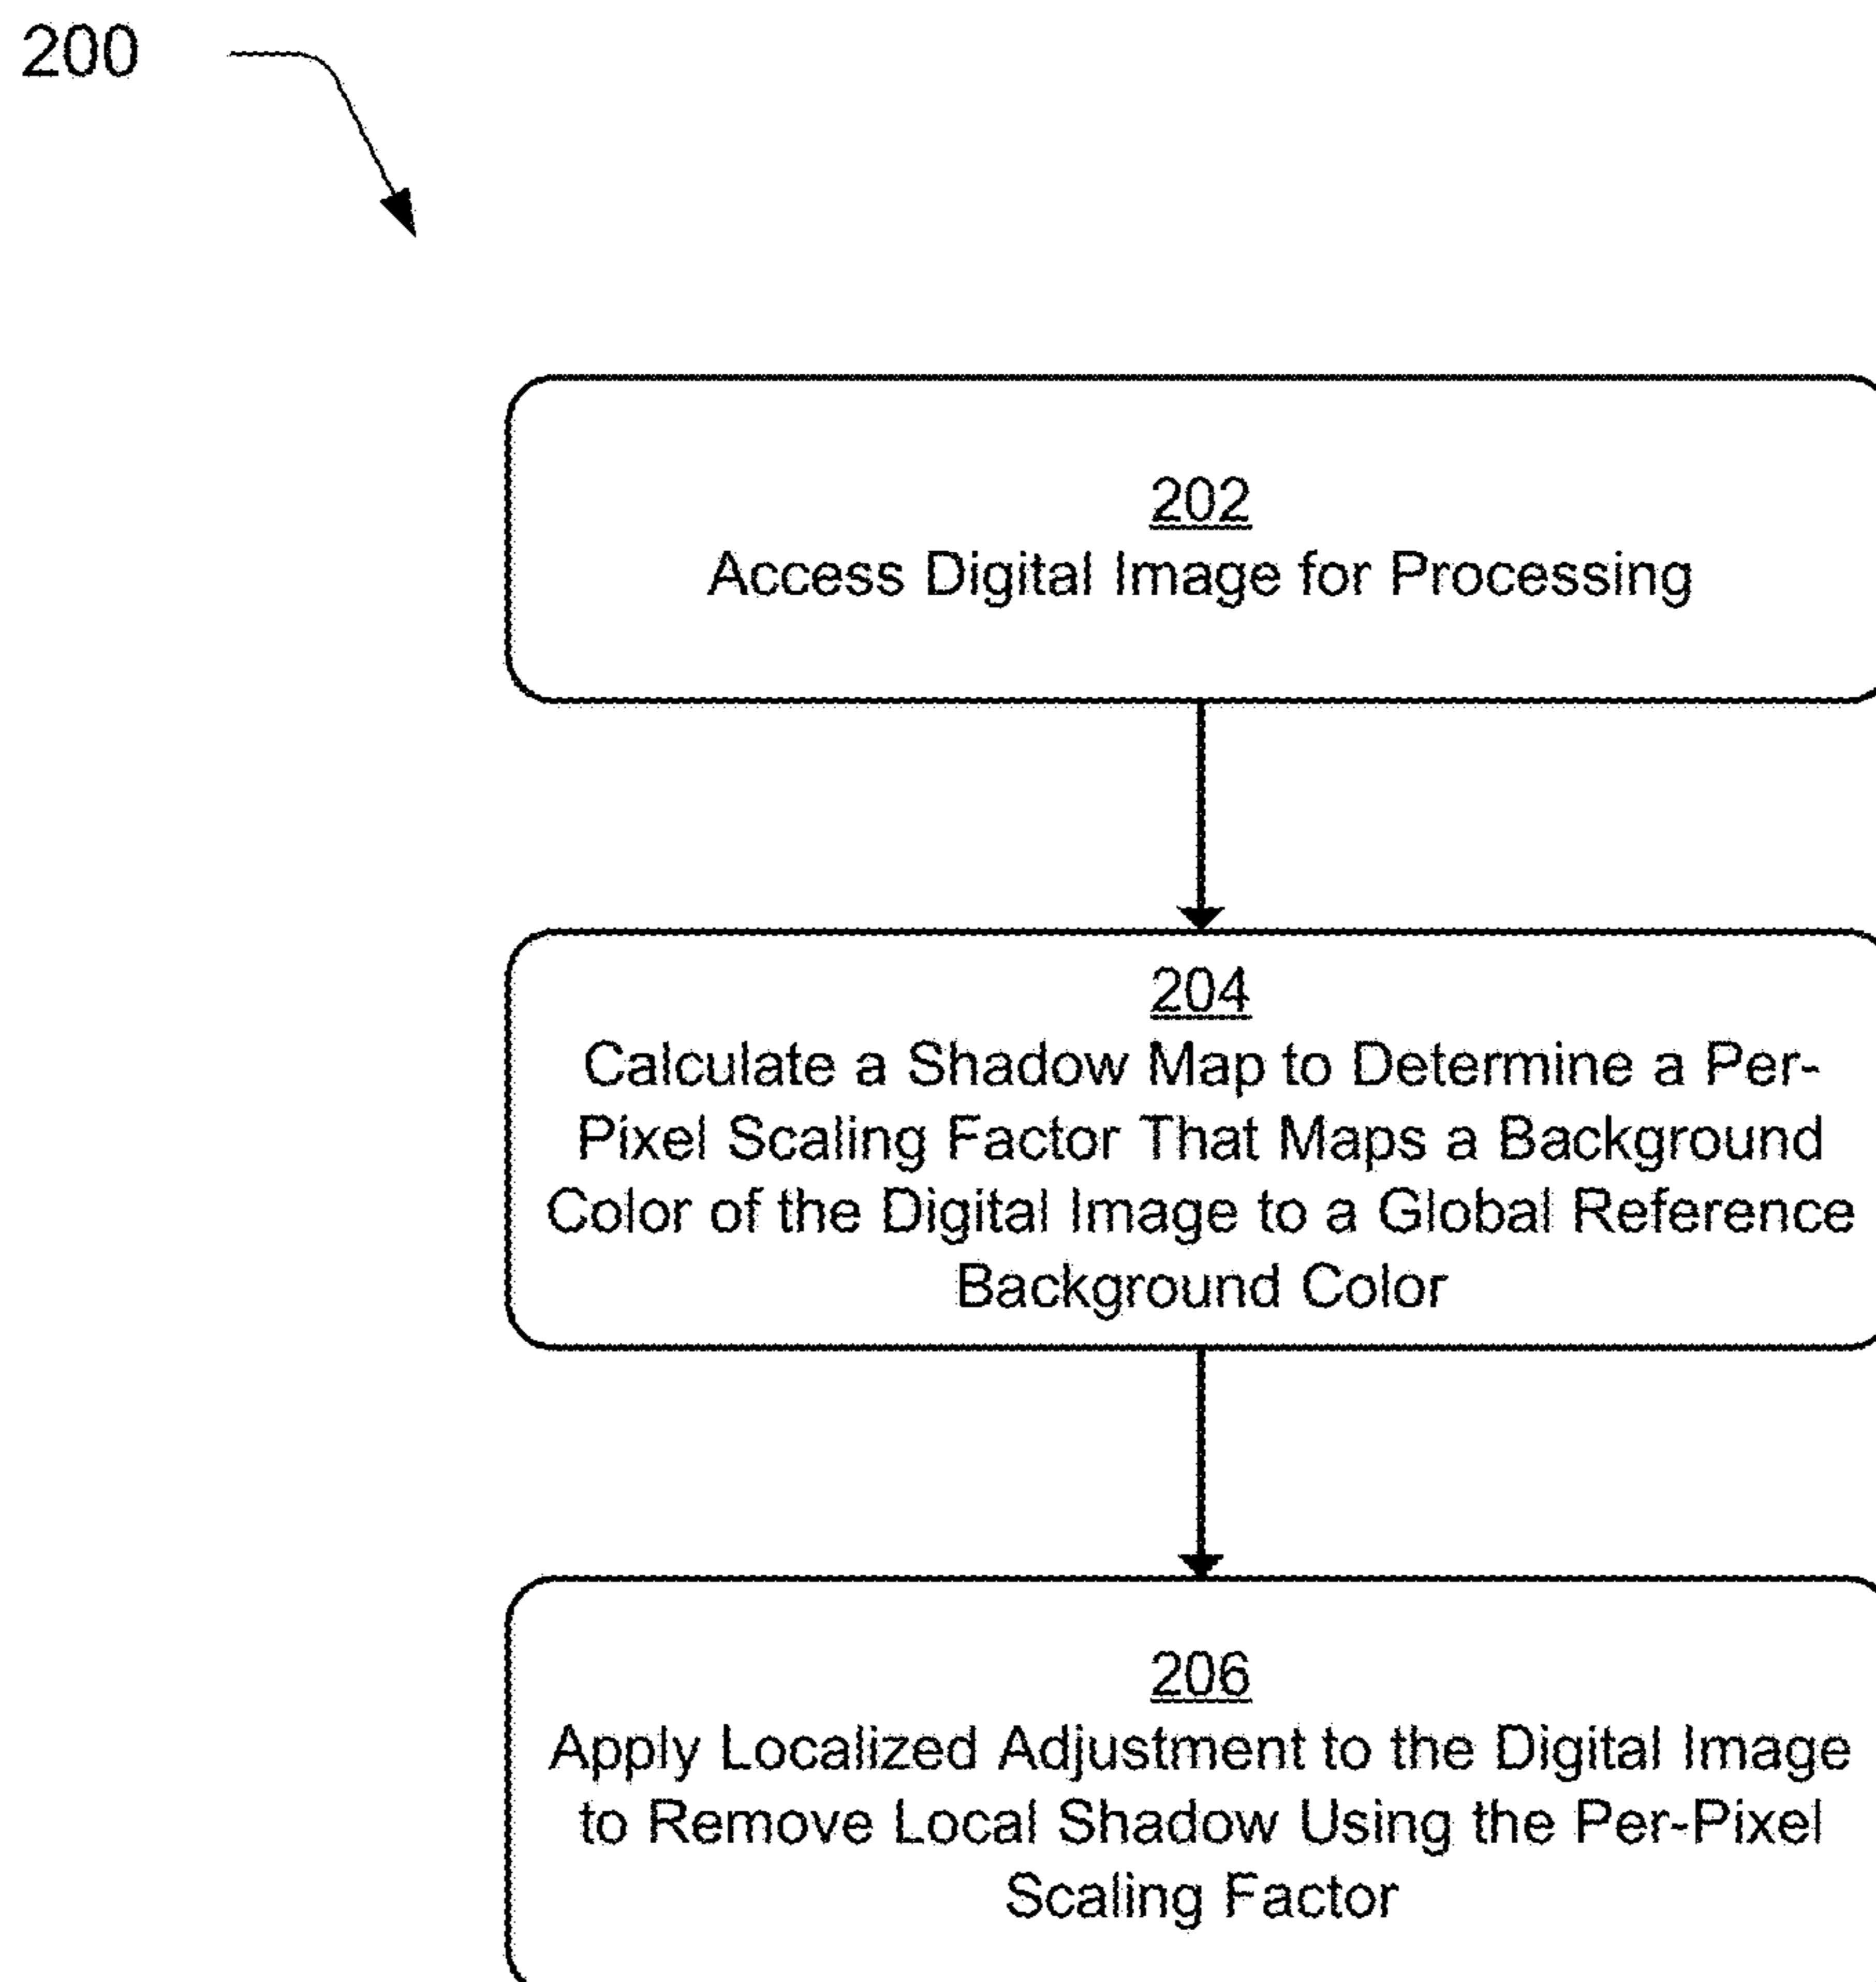 200
202
Access Digital Image for Processing
204
Calculate a Shadow Map to Determine a Per-
Pixel Scaling Factor That Maps a Background
Color of the Digital Image to a Global Reference
Background Color
206
Apply Localized Adjustment to the Digital Image
to Remove Local Shadow Using the Per-Pixel
Scaling Factor